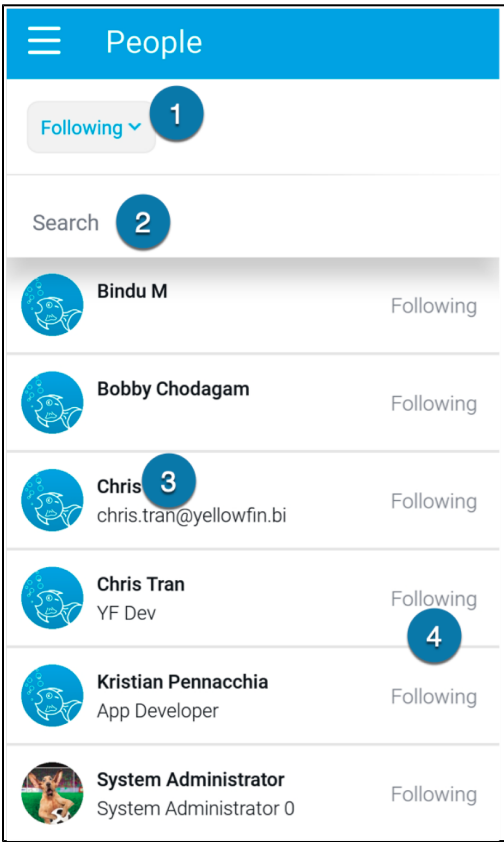 People
Following 1
Search 2
Bindu M
Following
Bobby Chodagam
Following
Chris 3
chris.tran@yellowfin.bi
Following
Chris Tran
YF Dev
Following
4
Kristian Pennacchia
App Developer
Following
System Administrator
System Administrator 0
Following